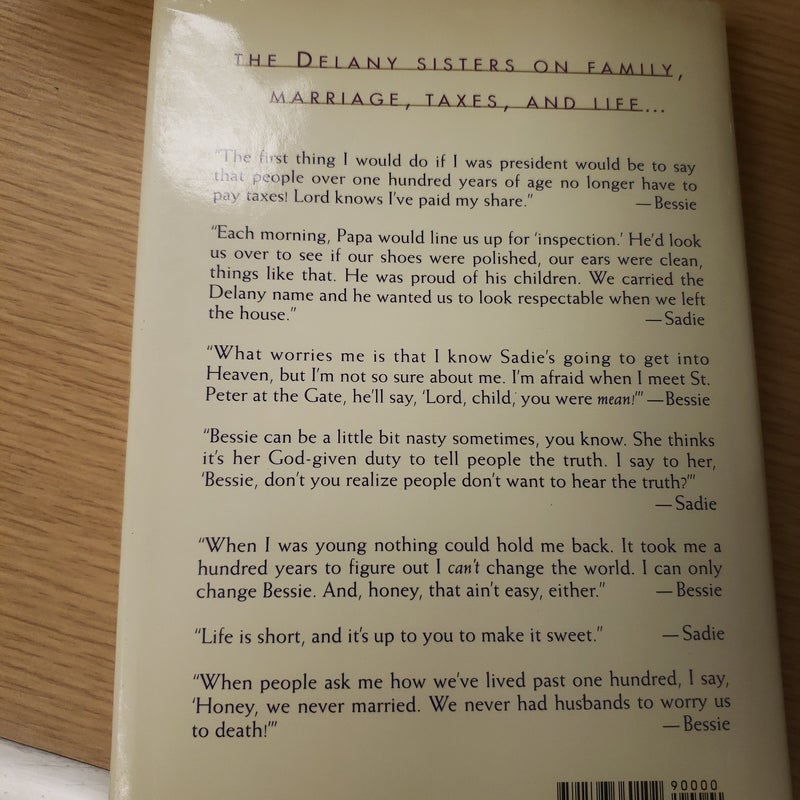 THE DELANY SISTERS ON FAMILY,
MARRIAGE, TAXES, AND LIFE...
"The first thing I would do if I was president would be to say
that people over one hundred years of age no longer have to
pay taxes! Lord knows I've paid my share." —Bessie
"Each morning, Papa would line us up for 'inspection.' He'd look
us over to see if our shoes were polished, our ears were clean,
things like that. He was proud of his children. We carried the
Delany name and he wanted us to look respectable when we left
the house." —Sadie
"What worries me is that I know Sadie's going to get into
Heaven, but I'm not so sure about me. I'm afraid when I meet St.
Peter at the Gate, he'll say, 'Lord, child, you were mean!'" —Bessie
"Bessie can be a little bit nasty sometimes, you know. She thinks
it's her God-given duty to tell people the truth. I say to her,
'Bessie, don't you realize people don't want to hear the truth?'"
—Sadie
"When I was young nothing could hold me back. It took me a
hundred years to figure out I can't change the world. I can only
change Bessie. And, honey, that ain't easy, either." —Bessie
"Life is short, and it's up to you to make it sweet." —Sadie
"When people ask me how we've lived past one hundred, I say,
'Honey, we never married. We never had husbands to worry us
to death!'" —Bessie
90000